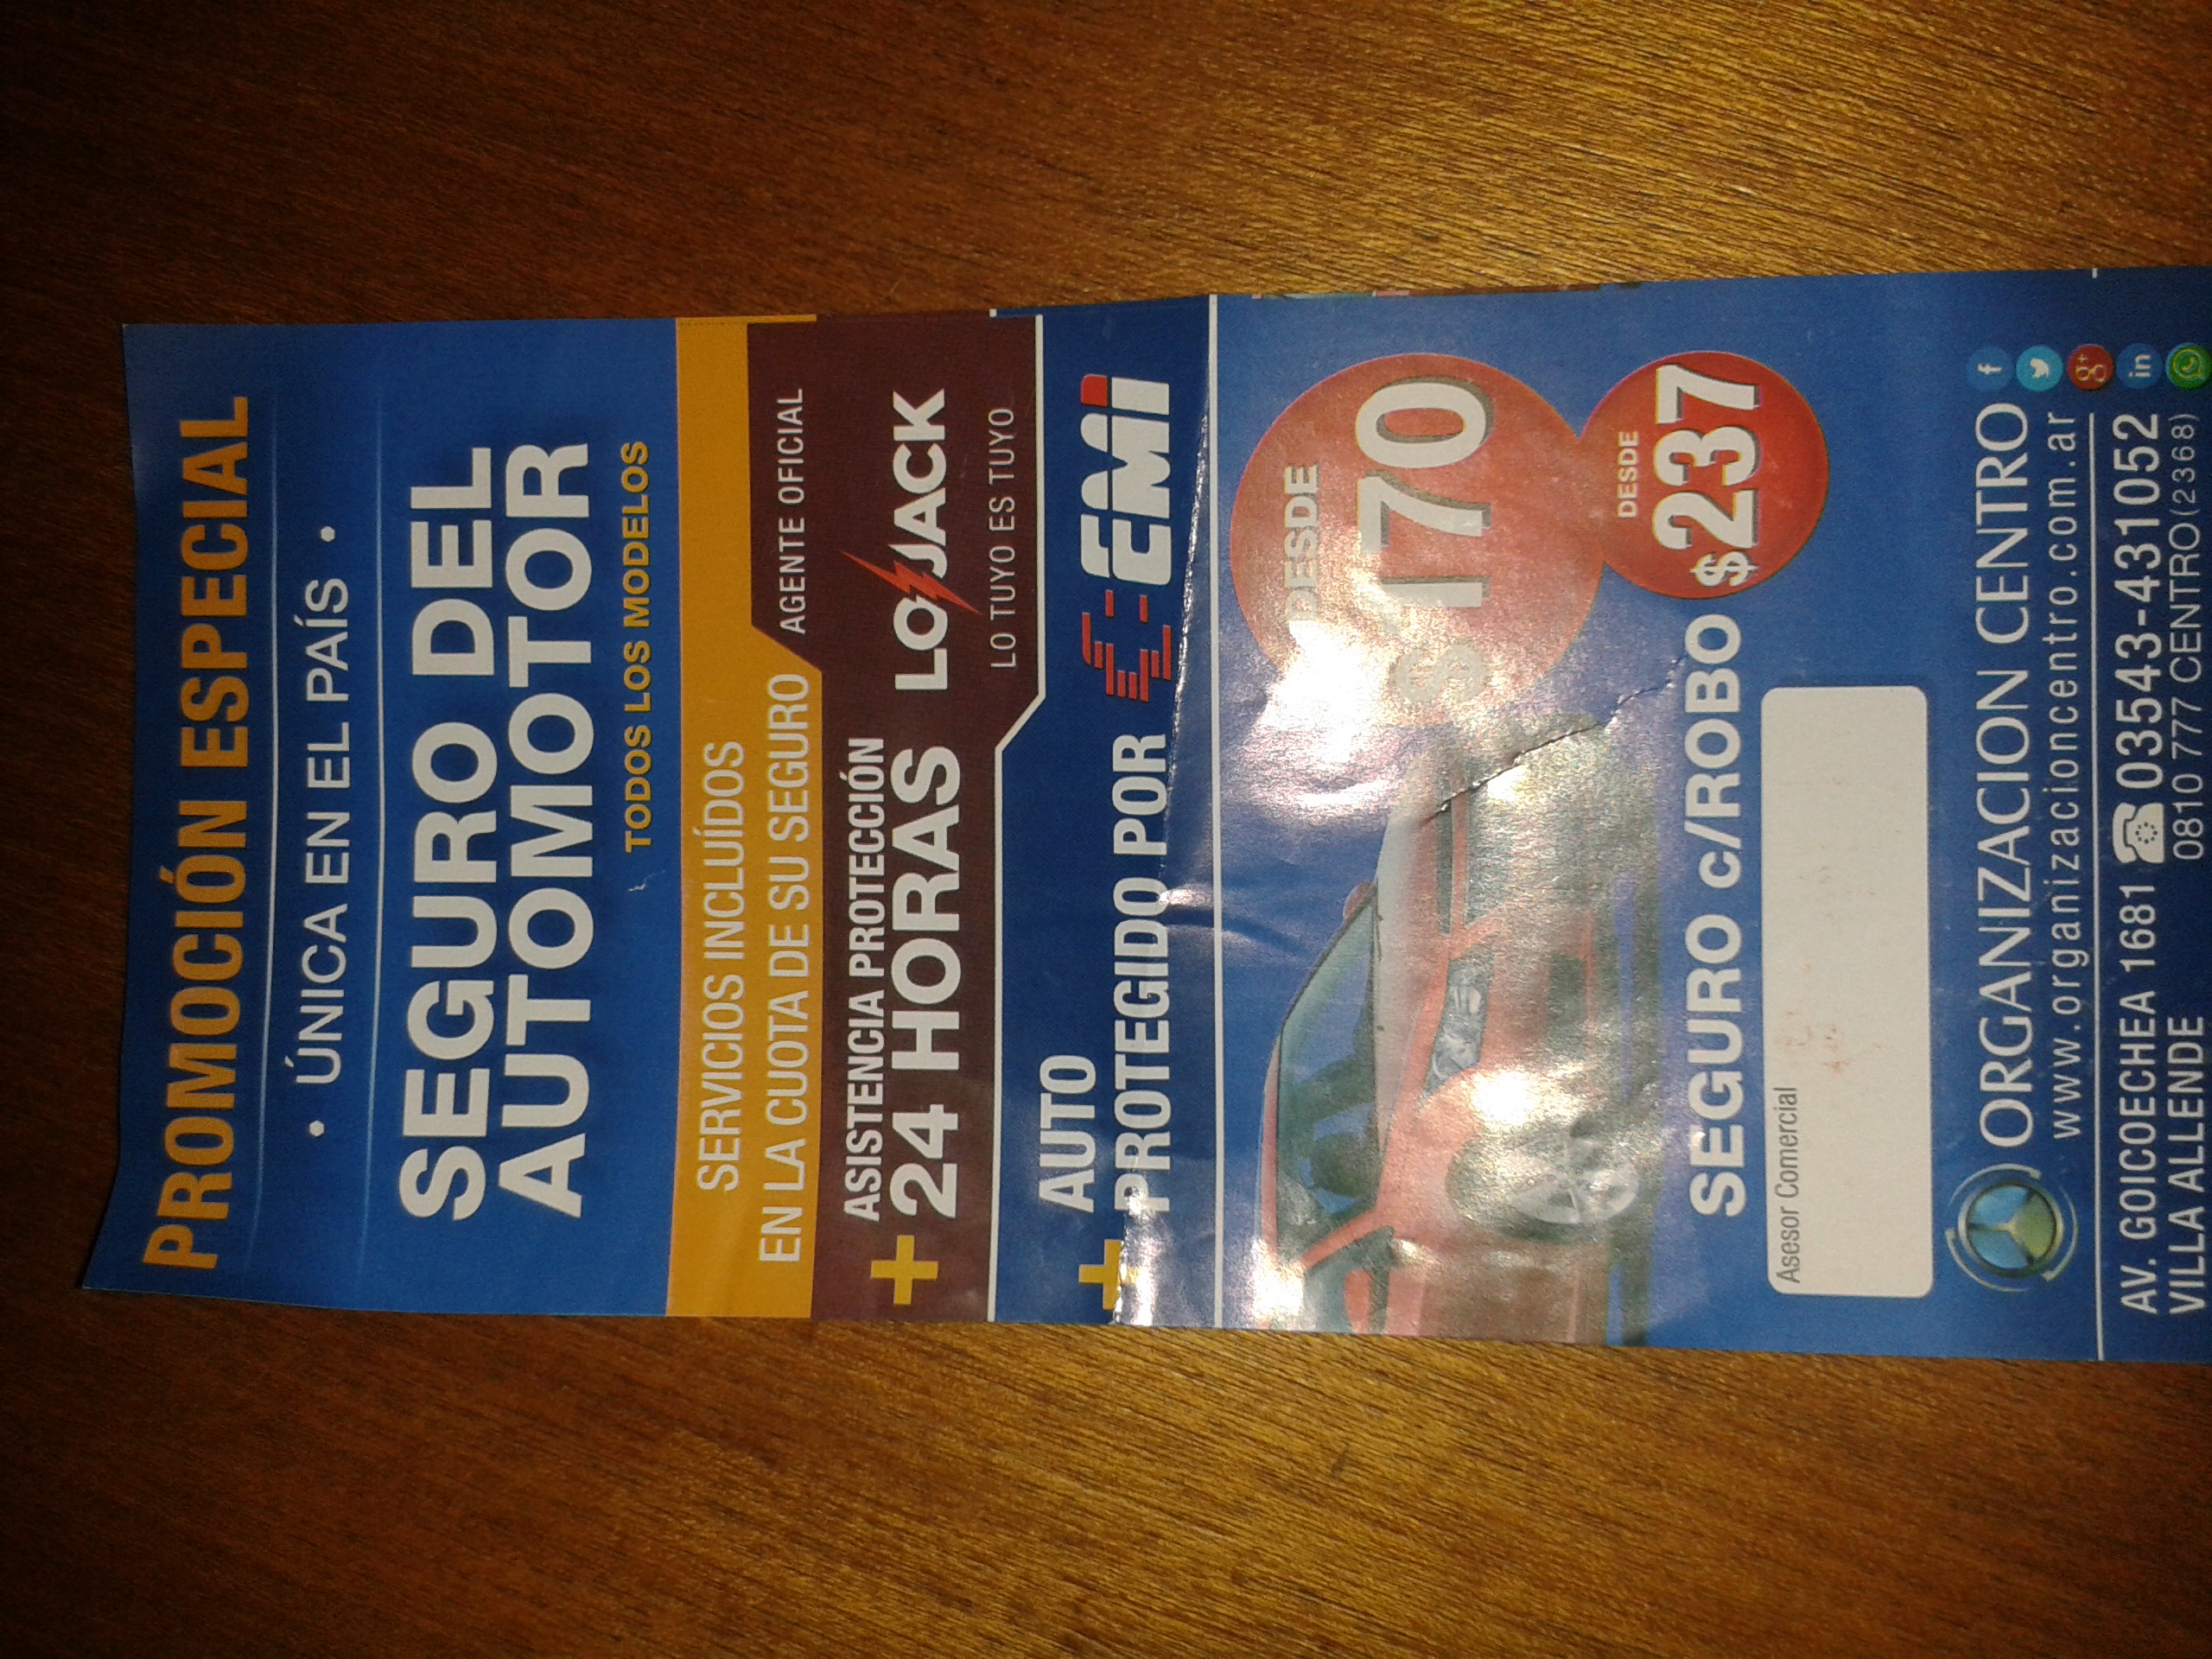 PROMOCIÓN ESPECIAL
• ÚNICA EN EL PAÍS •
SEGURO DEL
AUTOMOTOR
TODOS LOS MODELOS
SERVICIOS INCLUÍDOS
EN LA CUOTA DE SU SEGURO
AGENTE OFICIAL
+ ASISTENCIA PROTECCIÓN
24 HORAS
LOJACK
LO TUYO ES TUYO
+ AUTO
PROTEGIDO POR
EMI
DESDE
$170
DESDE
SEGURO c/ROBO $237
Asesor Comercial
ORGANIZACION CENTRO
www.organizacioncentro.com.ar
AV. GOICOECHEA 1681 03543-431052
VILLA ALLENDE 0810 777 CENTRO (2368)
f
g+
in